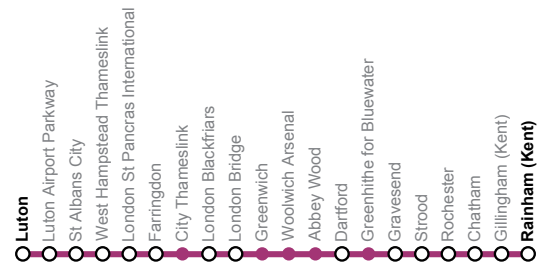 Luton
Luton Airport Parkway
St Albans City
West Hampstead Thameslink
London St Pancras International
Farringdon
City Thameslink
London Blackfriars
London Bridge
Greenwich
Woolwich Arsenal
Abbey Wood
Dartford
Greenhithe for Bluewater
Gravesend
Strood
Rochester
Chatham
Gillingham (Kent)
Rainham (Kent)